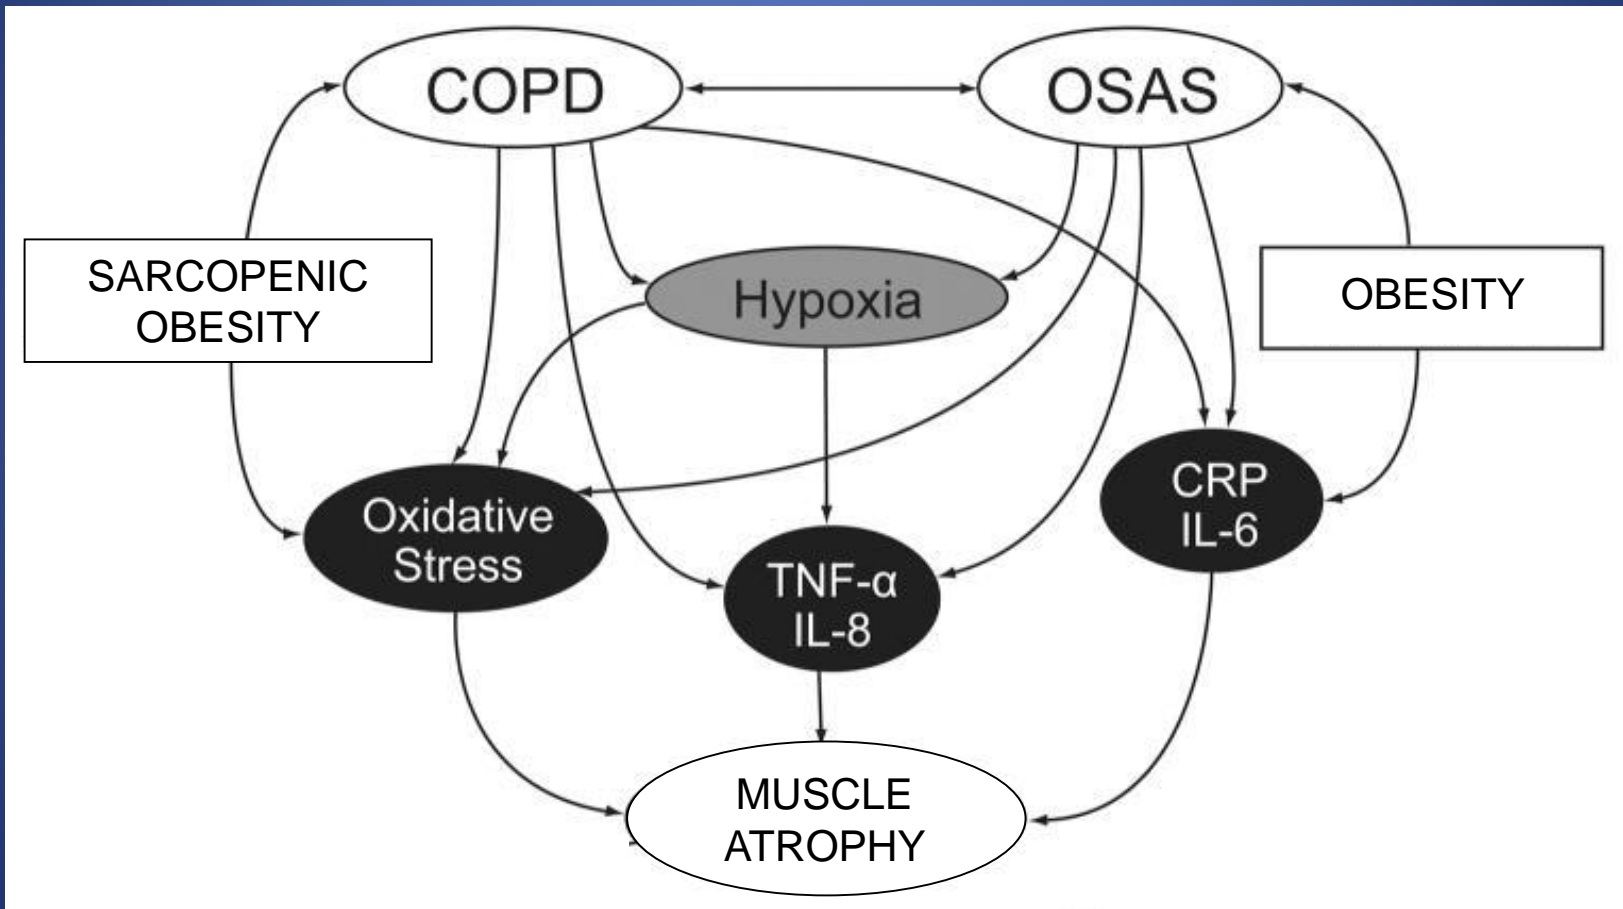 COPD
OSAS
SARCOPENIC
OBESITY
Hypoxia
OBESITY
Oxidative
Stress
TNF-α
IL-8
CRP
IL-6
MUSCLE
ATROPHY